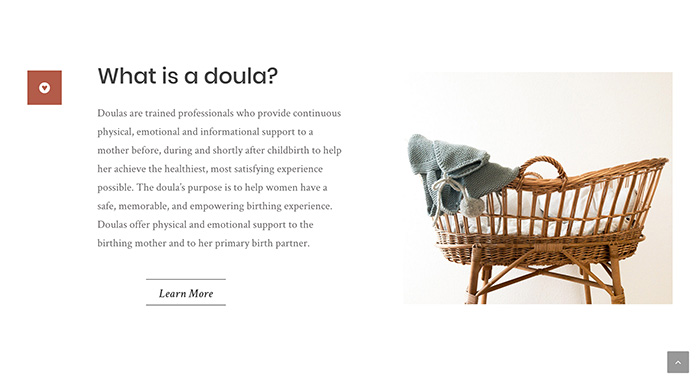 What is a doula?
Doulas are trained professionals who provide continuous
physical, emotional and informational support to a
mother before, during and shortly after childbirth to help
her achieve the healthiest, most satisfying experience
possible. The doula's purpose is to help women have a
safe, memorable, and empowering birthing experience.
Doulas offer physical and emotional support to the
birthing mother and to her primary birth partner.
Learn More